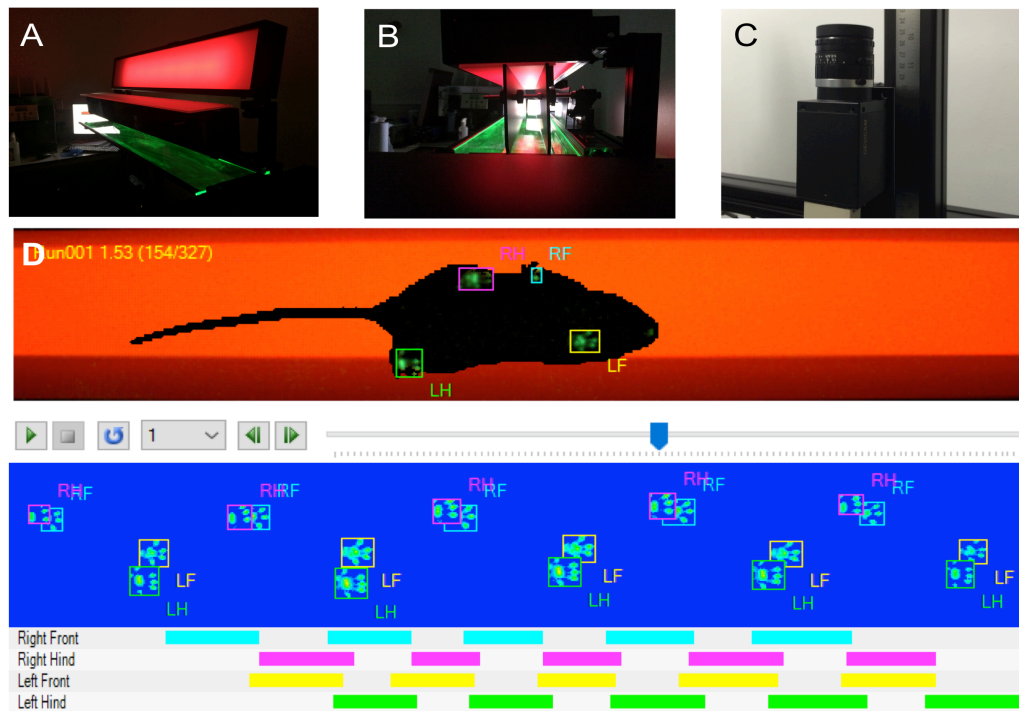 A
B
C
D
Run001 1.53 (154/327)
RH
RF
LF
LH
1
RH RF
RH RF
RH RF
RH RF
RH RF
LF
LF
LF
LF
LF
LH
LH
LH
LH
LH
Right Front
Right Hind
Left Front
Left Hind